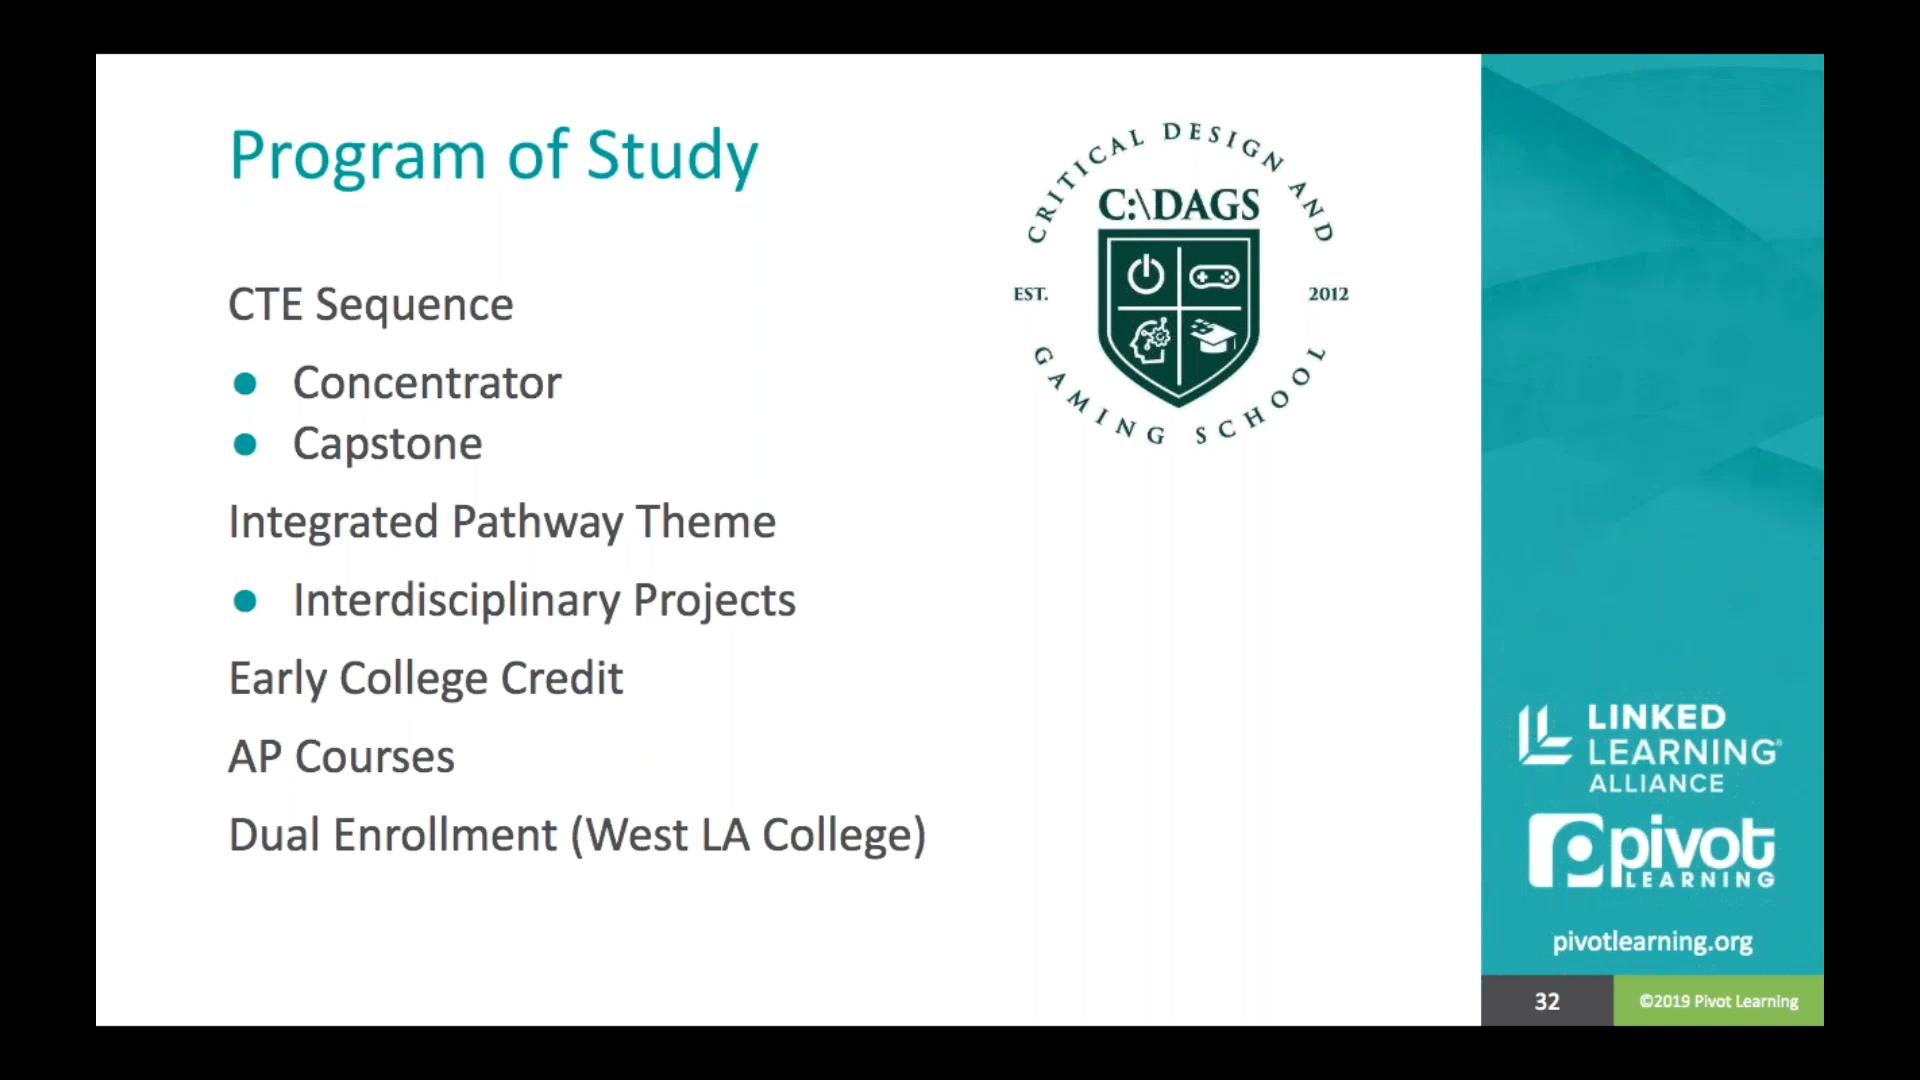 Program of Study
CTE Sequence
Concentrator
Capstone
Integrated Pathway Theme
Interdisciplinary Projects
Early College Credit
AP Courses
Dual Enrollment (West LA College)
CRITICAL DESIGN AND
C:\DAGS
EST.
2012
GAMING SCHOOL
LINKED
LEARNING®
ALLIANCE
pivot
LEARNING
pivotlearning.org
32
©2019 Pivot Learning